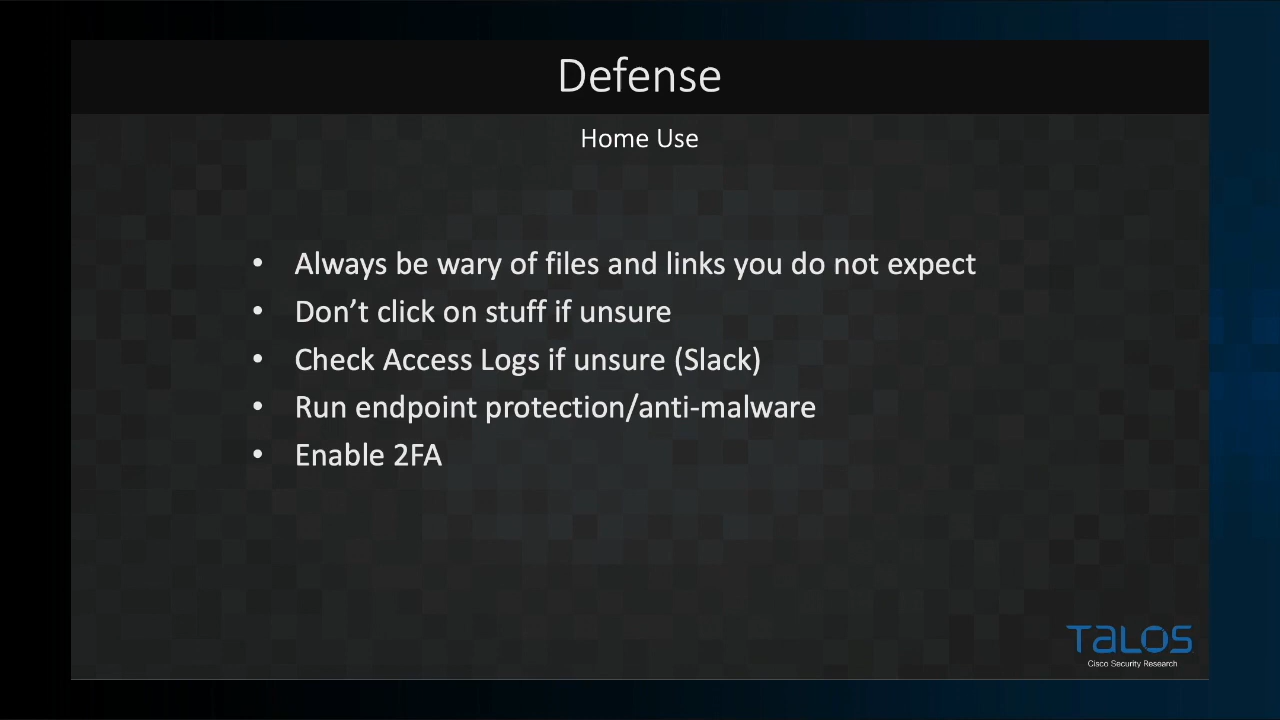 Defense
Home Use
• Always be wary of files and links you do not expect
• Don’t click on stuff if unsure
• Check Access Logs if unsure (Slack)
• Run endpoint protection/anti-malware
• Enable 2FA
TALOS
Cisco Security Research